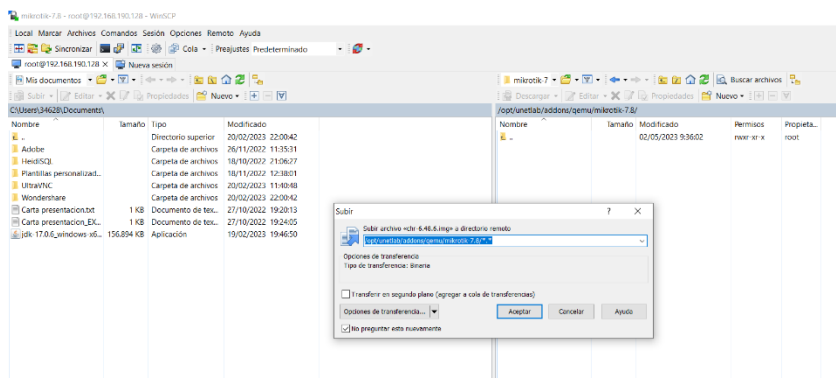 mikrotik-7.8 - root@192.168.190.128 - WinSCP
Local Marcar Archivos Comandos Sesión Opciones Remoto Ayuda
Sincronizar Cola Preajustes Predeterminado
root@192.168.190.128 × Nueva sesión
Mis documentos
mikrotik-7 Buscar archivos
Subir Editar Propiedades Nuevo
Descargar Editar Propiedades Nuevo
C:\Users\34628\Documents\
/opt/unetlab/addons/qemu/mikrotik-7.8/
Nombre Tamaño Tipo Modificado
Nombre Tamaño Modificado Permisos Propieta...
.. Directorio superior 20/02/2023 22:00:42
.. 02/05/2023 9:36:02 rwxr-xr-x root
Adobe Carpeta de archivos 26/11/2022 11:35:31
HeidiSQL Carpeta de archivos 18/10/2022 21:06:27
Plantillas personalizad... Carpeta de archivos 18/11/2022 12:38:01
UltraVNC Carpeta de archivos 20/02/2023 11:40:48
Wondershare Carpeta de archivos 20/02/2023 22:00:42
Carta presentacion.txt 1 KB Documento de tex... 27/10/2022 19:20:13
Carta presentacion_EX... 1 KB Documento de tex... 27/10/2022 19:24:05
jdk-17.0.6_windows-x6... 156.894 KB Aplicación 19/02/2023 19:46:50
Subir ? ×
Subir archivo «chr-6.48.6.img» a directorio remoto
/opt/unetlab/addons/qemu/mikrotik-7.8/*.*
Opciones de transferencia
Tipo de transferencia: Binaria
Transferir en segundo plano (agregar a cola de transferencias)
Opciones de transferencia... Aceptar Cancelar Ayuda
No preguntar esto nuevamente